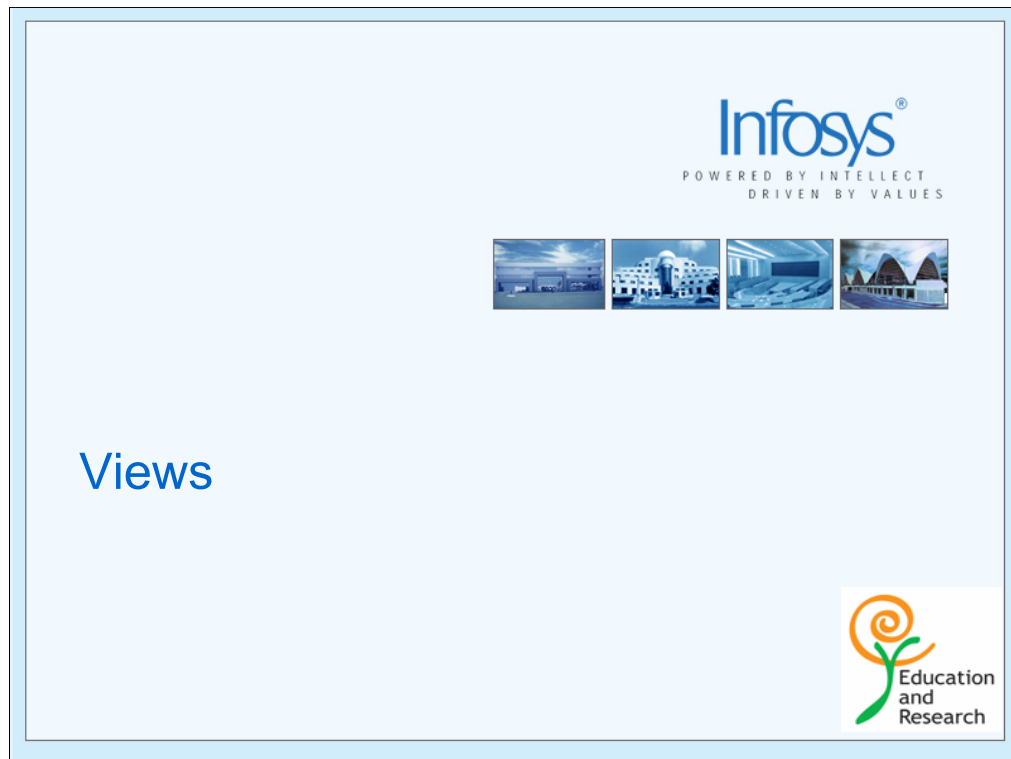 Infosys®
POWERED BY INTELLECT
DRIVEN BY VALUES
Views
Education
and
Research